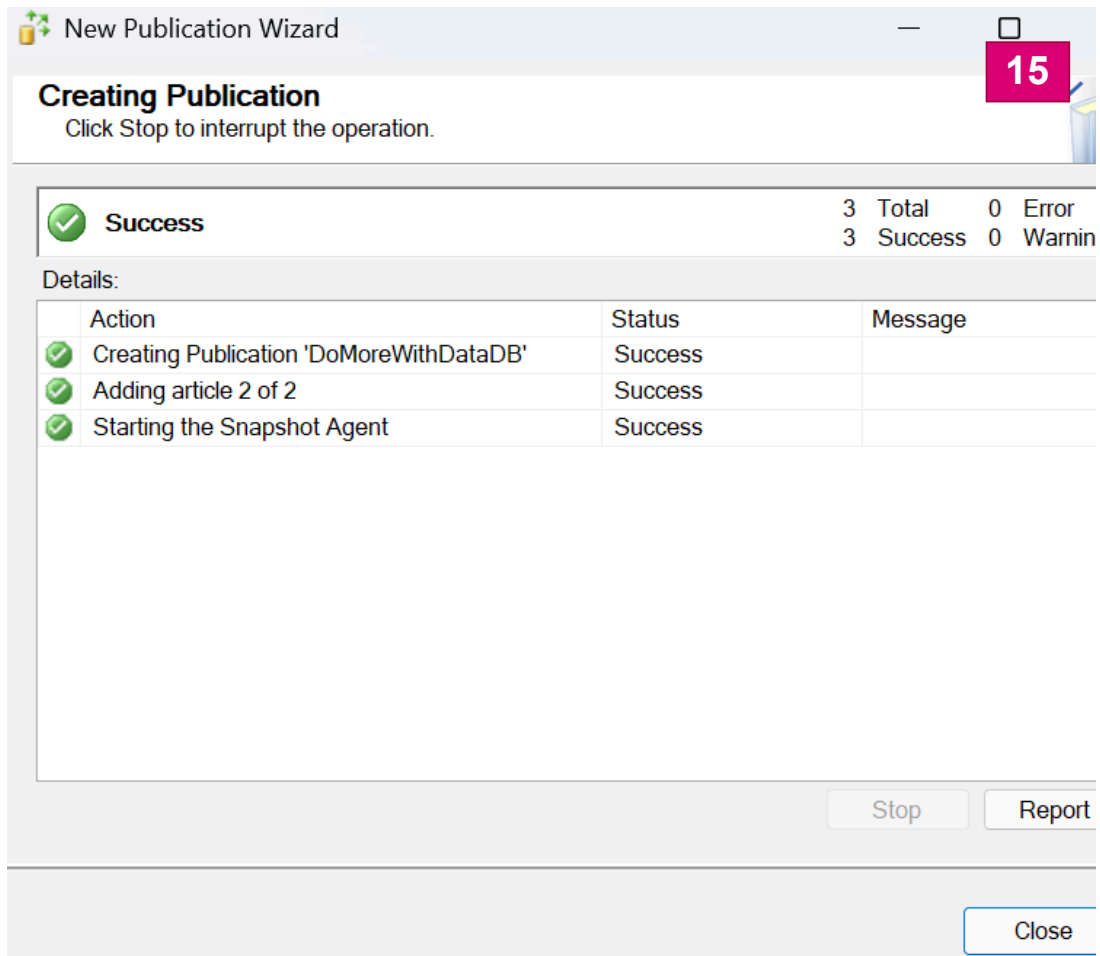 New Publication Wizard
15
Creating Publication
Click Stop to interrupt the operation.
Success
3 Total 0 Error
3 Success 0 Warnin
Details:
Action Status Message
Creating Publication 'DoMoreWithDataDB' Success
Adding article 2 of 2 Success
Starting the Snapshot Agent Success
Stop Report
Close